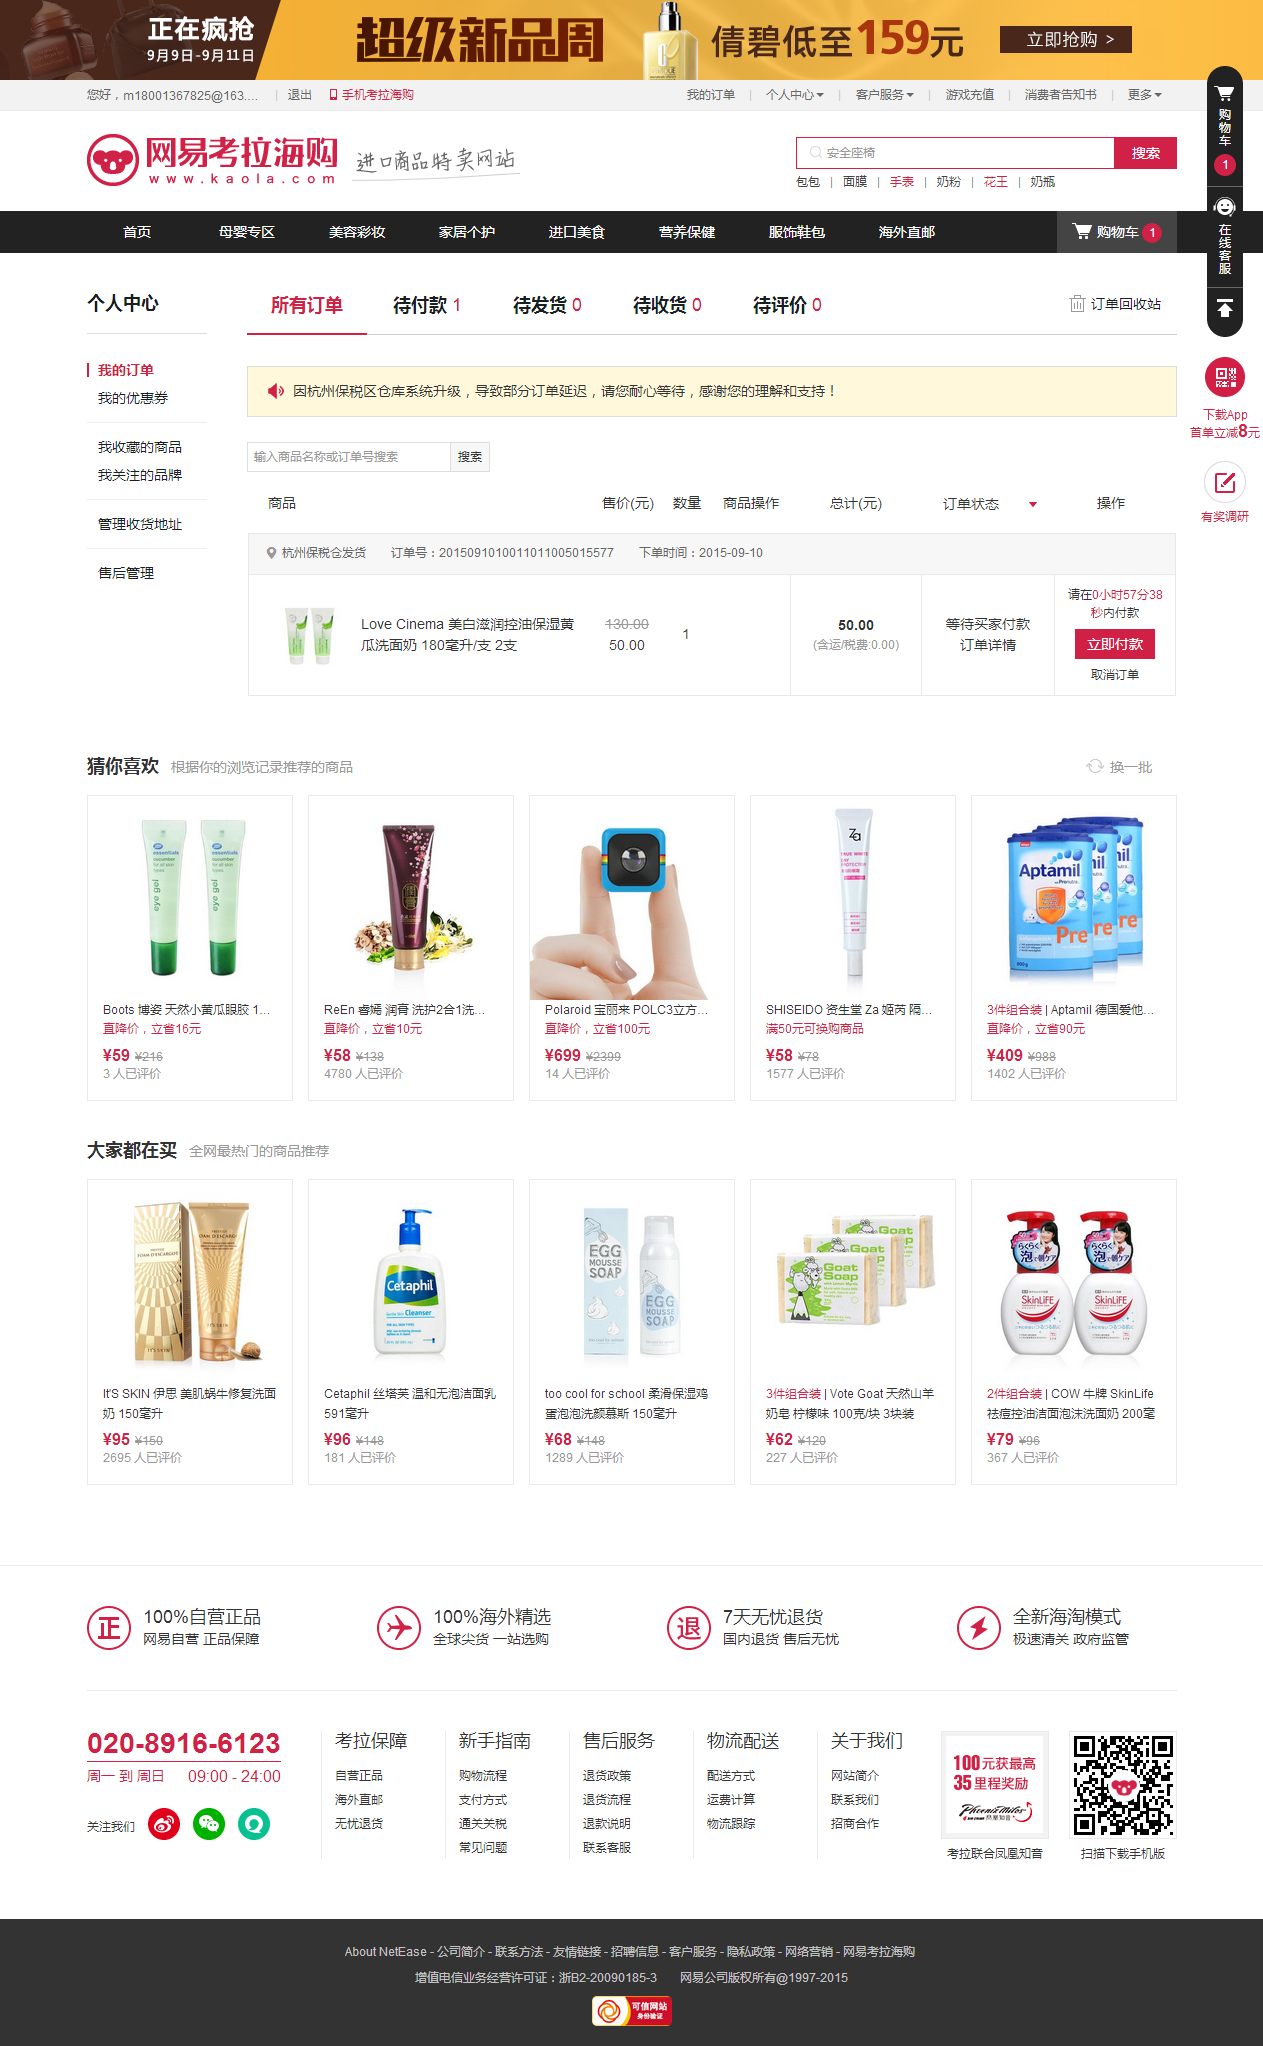 正在疯抢
9月9日-9月11日
超级新品周
倩碧低至159元
立即抢购 >
您好，m18001367825@163....
退出
手机考拉海购
我的订单
个人中心
客户服务
游戏充值
消费者告知书
更多
购物车
1
在线客服
网易考拉海购
www.kaola.com
进口商品特卖网站
安全座椅
搜索
包包 | 面膜 | 手表 | 奶粉 | 花王 | 奶瓶
首页
母婴专区
美容彩妆
家居个护
进口美食
营养保健
服饰鞋包
海外直邮
购物车 1
下载App
首单立减8元
有奖调研
个人中心
我的订单
我的优惠券
我收藏的商品
我关注的品牌
管理收货地址
售后管理
所有订单
待付款 1
待发货 0
待收货 0
待评价 0
订单回收站
因杭州保税区仓库系统升级，导致部分订单延迟，请您耐心等待，感谢您的理解和支持！
输入商品名称或订单号搜索
搜索
商品
售价(元)
数量
商品操作
总计(元)
订单状态
操作
杭州保税仓发货
订单号：2015091010011011005015577
下单时间：2015-09-10
Love Cinema 美白滋润控油保湿黄
瓜洗面奶 180毫升/支 2支
130.00
50.00
1
50.00
(含运/税费:0.00)
等待买家付款
订单详情
请在0小时57分38
秒内付款
立即付款
取消订单
猜你喜欢
根据你的浏览记录推荐的商品
换一批
Boots 博姿 天然小黄瓜眼胶 1...
直降价，立省16元
¥59 ¥216
3 人已评价
ReEn 睿嫣 润膏 洗护2合1洗...
直降价，立省10元
¥58 ¥138
4780 人已评价
Polaroid 宝丽来 POLC3立方...
直降价，立省100元
¥699 ¥2399
14 人已评价
Za
SHISEIDO 资生堂 Za 姬芮 隔...
满50元可换购商品
¥58 ¥78
1577 人已评价
Aptamil
Pre
3件组合装 | Aptamil 德国爱他...
直降价，立省90元
¥409 ¥988
1402 人已评价
大家都在买
全网最热门的商品推荐
IT'S SKIN
It'S SKIN 伊思 美肌蜗牛修复洗面
奶 150毫升
¥95 ¥150
2695 人已评价
Cetaphil
Cleanser
Cetaphil 丝塔芙 温和无泡洁面乳
591毫升
¥96 ¥148
181 人已评价
EGG
MOUSSE
SOAP
EGG
MOUSSE
SOAP
too cool for school 柔滑保湿鸡
蛋泡泡洗颜慕斯 150毫升
¥68 ¥148
1289 人已评价
Goat
Soap
3件组合装 | Vote Goat 天然山羊
奶皂 柠檬味 100克/块 3块装
¥62 ¥120
227 人已评价
SkinLiFE
SkinLiFE
2件组合装 | COW 牛牌 SkinLife
祛痘控油洁面泡沫洗面奶 200毫
¥79 ¥96
367 人已评价
正
100%自营正品
网易自营 正品保障
100%海外精选
全球尖货 一站选购
退
7天无忧退货
国内退货 售后无忧
全新海淘模式
极速清关 政府监管
020-8916-6123
周一 到 周日 09:00 - 24:00
关注我们
考拉保障
自营正品
海外直邮
无忧退货
新手指南
购物流程
支付方式
通关关税
常见问题
售后服务
退货政策
退货流程
退款说明
联系客服
物流配送
配送方式
运费计算
物流跟踪
关于我们
网站简介
联系我们
招商合作
100元获最高
35里程奖励
PhoenixMiles
凤凰知音
考拉联合凤凰知音
扫描下载手机版
About NetEase - 公司简介 - 联系方法 - 友情链接 - 招聘信息 - 客户服务 - 隐私政策 - 网络营销 - 网易考拉海购
增值电信业务经营许可证：浙B2-20090185-3 网易公司版权所有@1997-2015
可信网站
身份验证